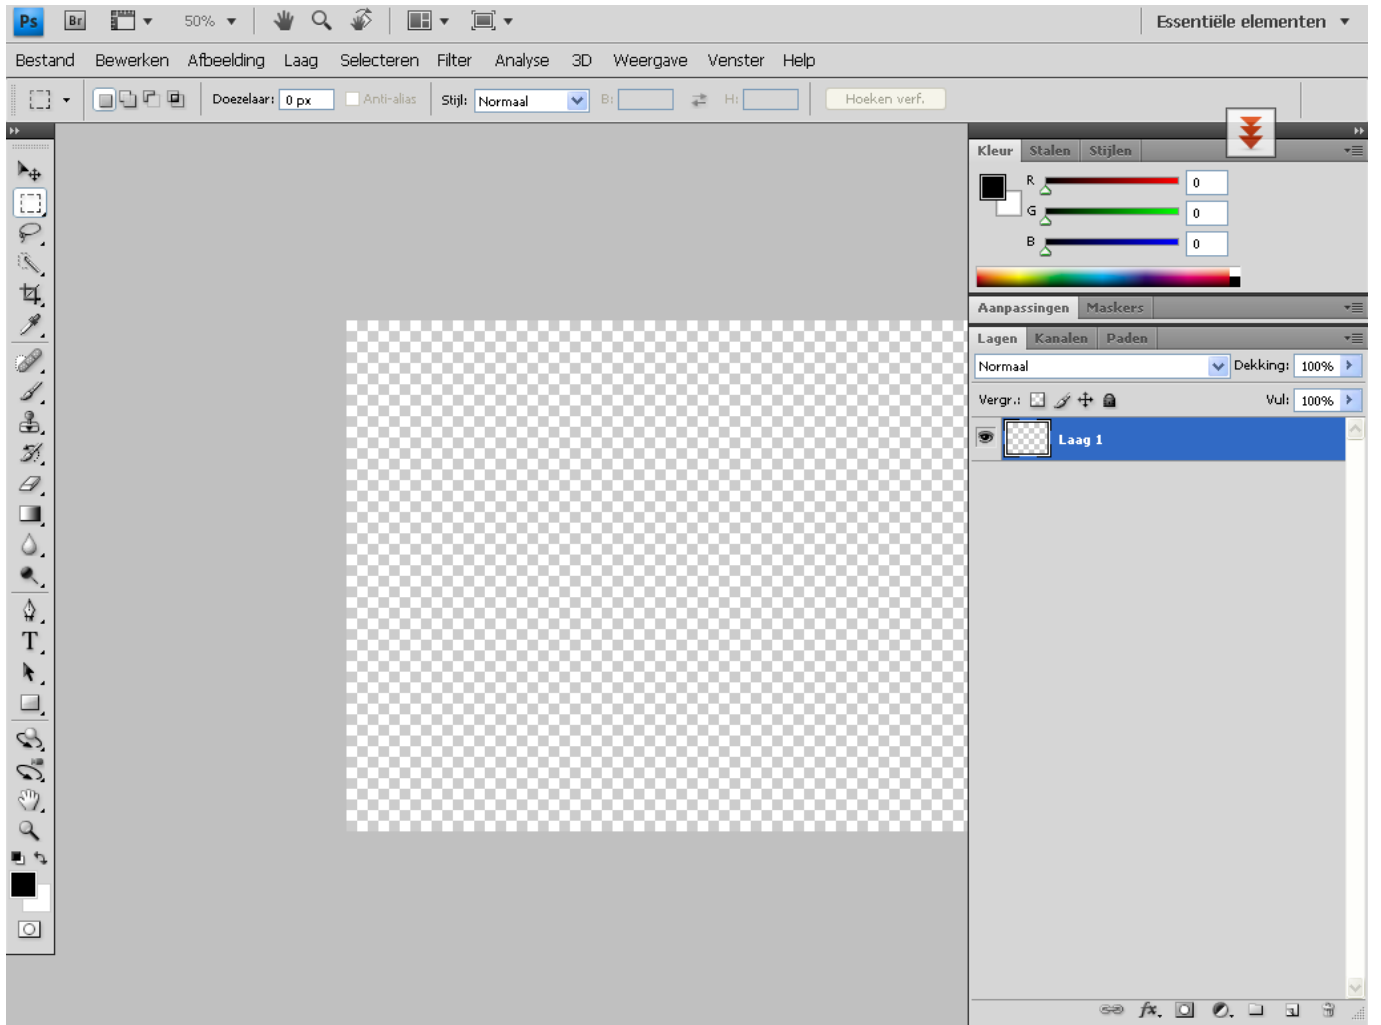 Ps Br 50% Essentiële elementen
Bestand Bewerken Afbeelding Laag Selecteren Filter Analyse 3D Weergave Venster Help
Doezelaar: 0 px Anti-alias Stijl: Normaal B: H: Hoeken verf.
Kleur Stalen Stijlen
R 0
G 0
B 0
Aanpassingen Maskers
Lagen Kanalen Paden
Normaal Dekking: 100%
Vergr.: Vul: 100%
Laag 1
T
fx.